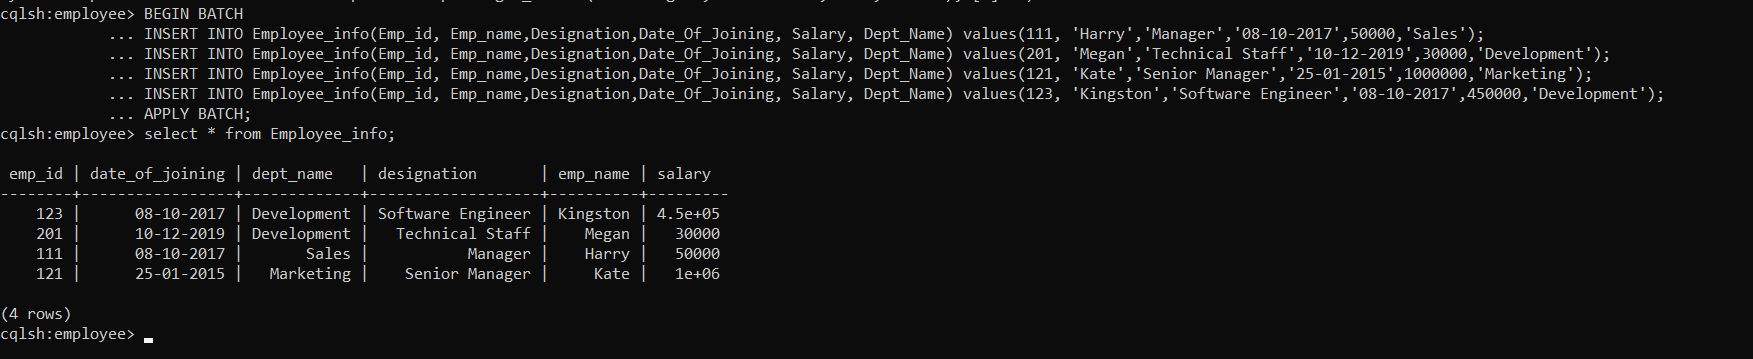 cqlsh:employee> BEGIN BATCH
... INSERT INTO Employee_info(Emp_id, Emp_name,Designation,Date_Of_Joining, Salary, Dept_Name) values(111, 'Harry','Manager','08-10-2017',50000,'Sales');
... INSERT INTO Employee_info(Emp_id, Emp_name,Designation,Date_Of_Joining, Salary, Dept_Name) values(201, 'Megan','Technical Staff','10-12-2019',30000,'Development');
... INSERT INTO Employee_info(Emp_id, Emp_name,Designation,Date_Of_Joining, Salary, Dept_Name) values(121, 'Kate','Senior Manager','25-01-2015',1000000,'Marketing');
... INSERT INTO Employee_info(Emp_id, Emp_name,Designation,Date_Of_Joining, Salary, Dept_Name) values(123, 'Kingston','Software Engineer','08-10-2017',450000,'Development');
... APPLY BATCH;
cqlsh:employee> select * from Employee_info;
emp_id | date_of_joining | dept_name | designation | emp_name | salary
--------+-----------------+-------------+-------------------+----------+---------
123 | 08-10-2017 | Development | Software Engineer | Kingston | 4.5e+05
201 | 10-12-2019 | Development | Technical Staff | Megan | 30000
111 | 08-10-2017 | Sales | Manager | Harry | 50000
121 | 25-01-2015 | Marketing | Senior Manager | Kate | 1e+06
(4 rows)
cqlsh:employee>